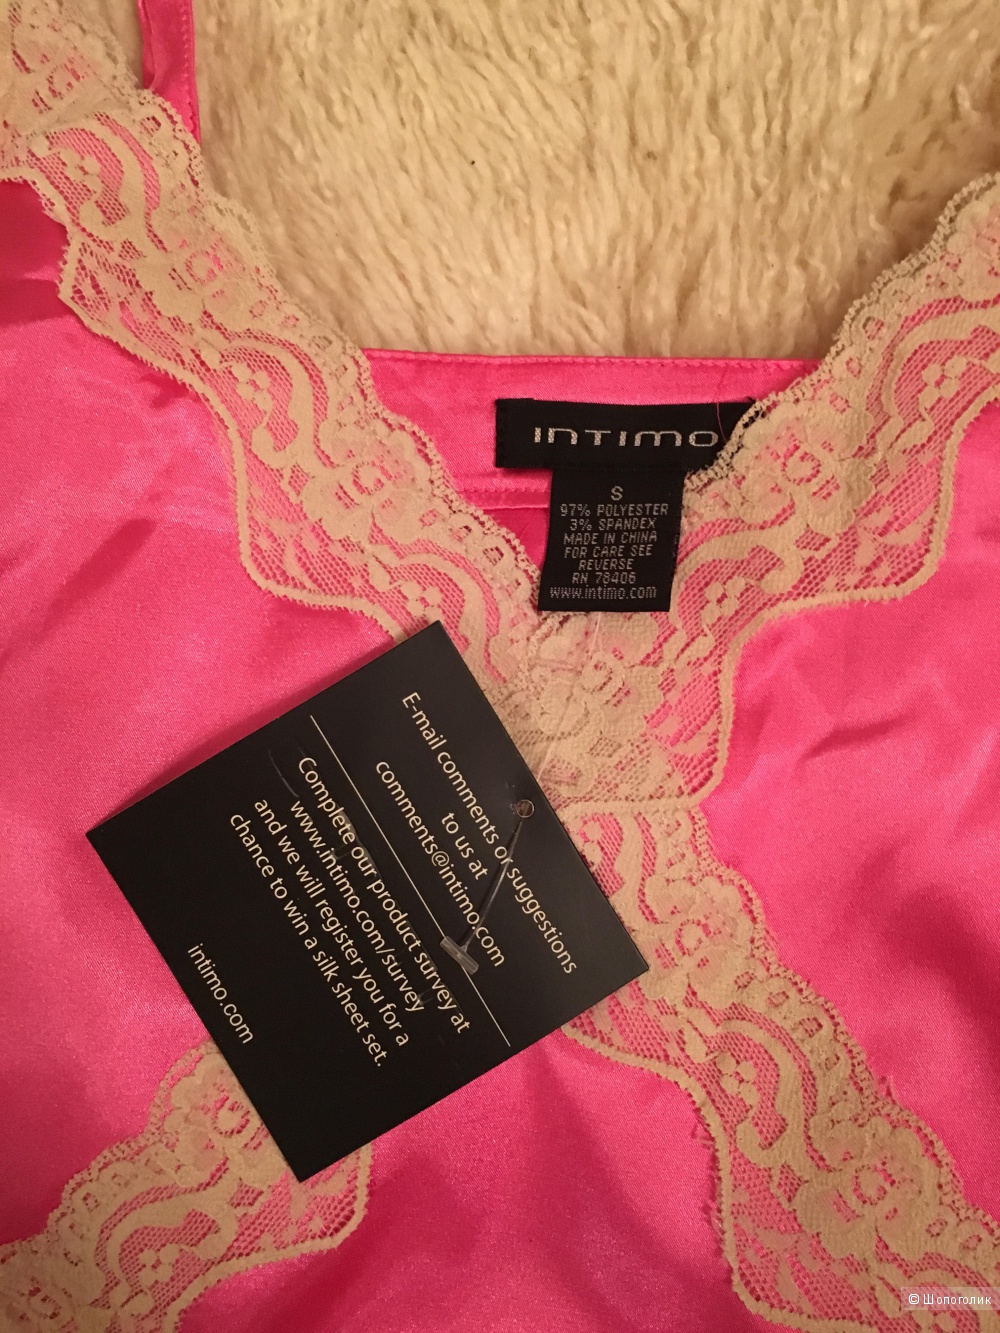 INTIMO
S
97% POLYESTER
3% SPANDEX
MADE IN CHINA
FOR CARE SEE
REVERSE
RN 78406
www.intimo.com
E-mail comments or suggestions
to us at
comments@intimo.com
Complete our product survey at
www.intimo.com/survey
and we will register you for a
chance to win a silk sheet set.
intimo.com
© Шопоголик